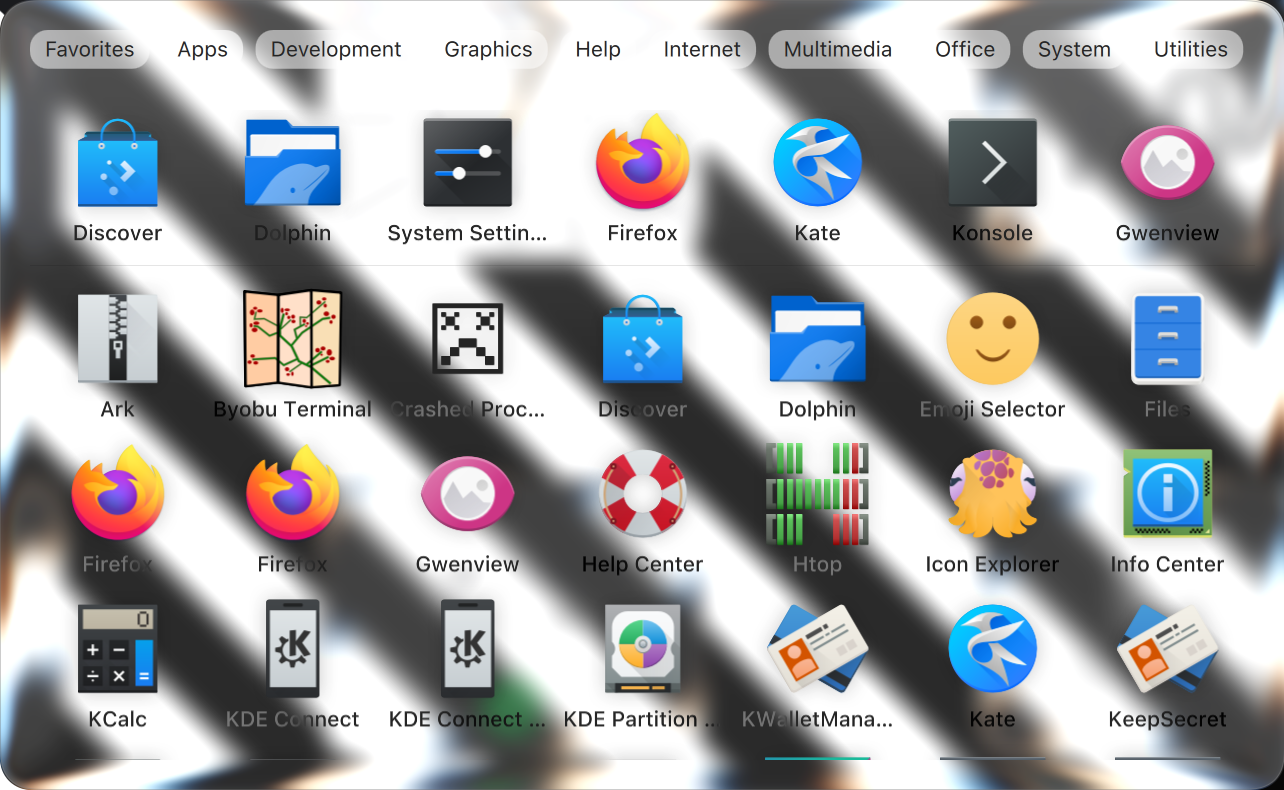 Favorites Apps Development Graphics Help Internet Multimedia Office System Utilities
Discover Dolphin System Settin... Firefox Kate Konsole Gwenview
Ark Byobu Terminal Crashed Proc... Discover Dolphin Emoji Selector Files
Firefox Firefox Gwenview Help Center Htop Icon Explorer Info Center
0
+ −
÷ × =
K K
KCalc KDE Connect KDE Connect ... KDE Partition ... KWalletMana... Kate KeepSecret